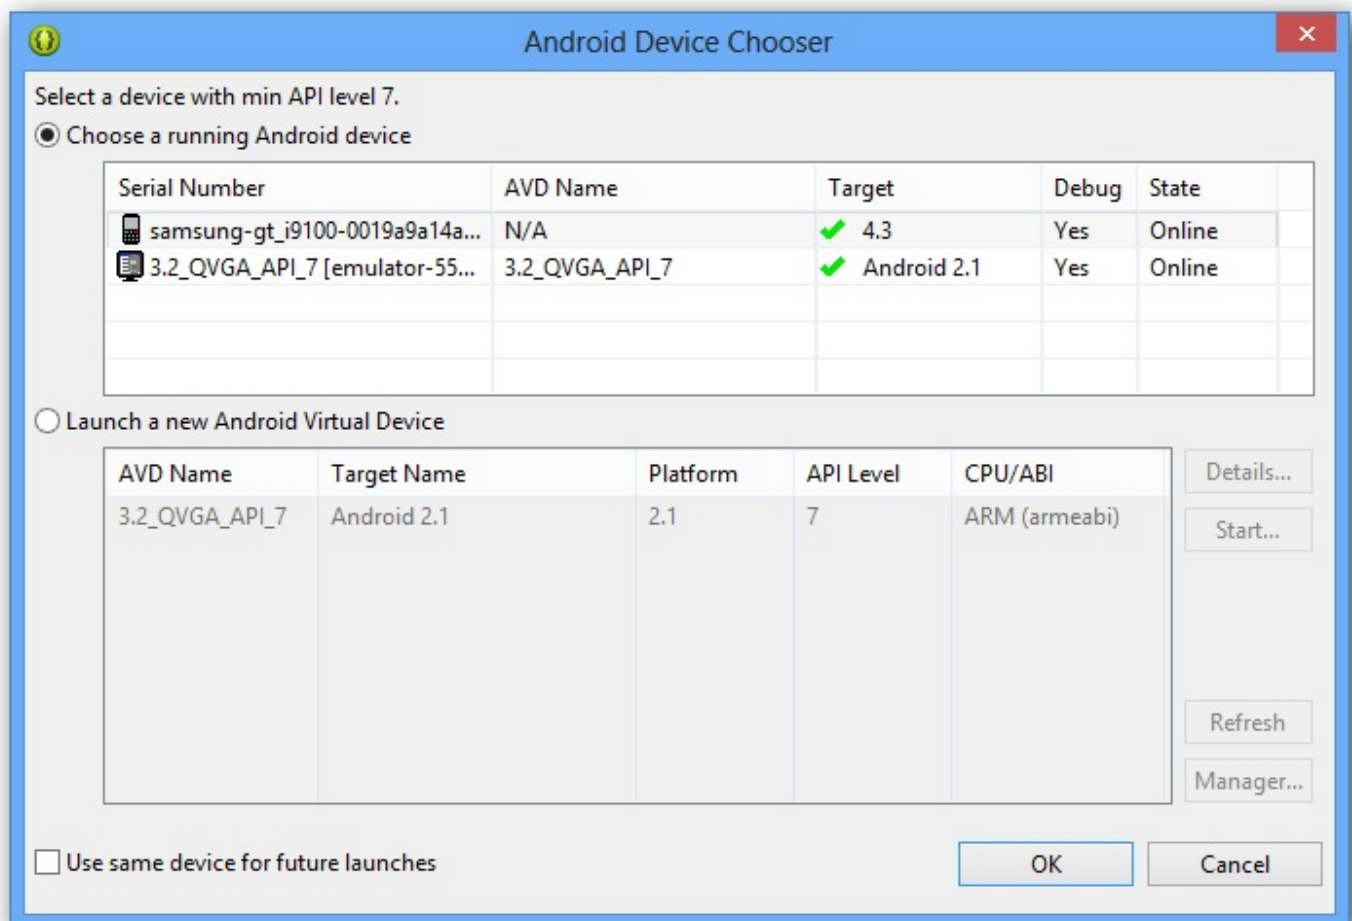 Android Device Chooser
Select a device with min API level 7.
Choose a running Android device
Serial Number AVD Name Target Debug State
samsung-gt_i9100-0019a9a14a... N/A 4.3 Yes Online
3.2_QVGA_API_7 [emulator-55... 3.2_QVGA_API_7 Android 2.1 Yes Online
Launch a new Android Virtual Device
AVD Name Target Name Platform API Level CPU/ABI Details...
3.2_QVGA_API_7 Android 2.1 2.1 7 ARM (armeabi)
Start...
Refresh
Manager...
Use same device for future launches OK Cancel